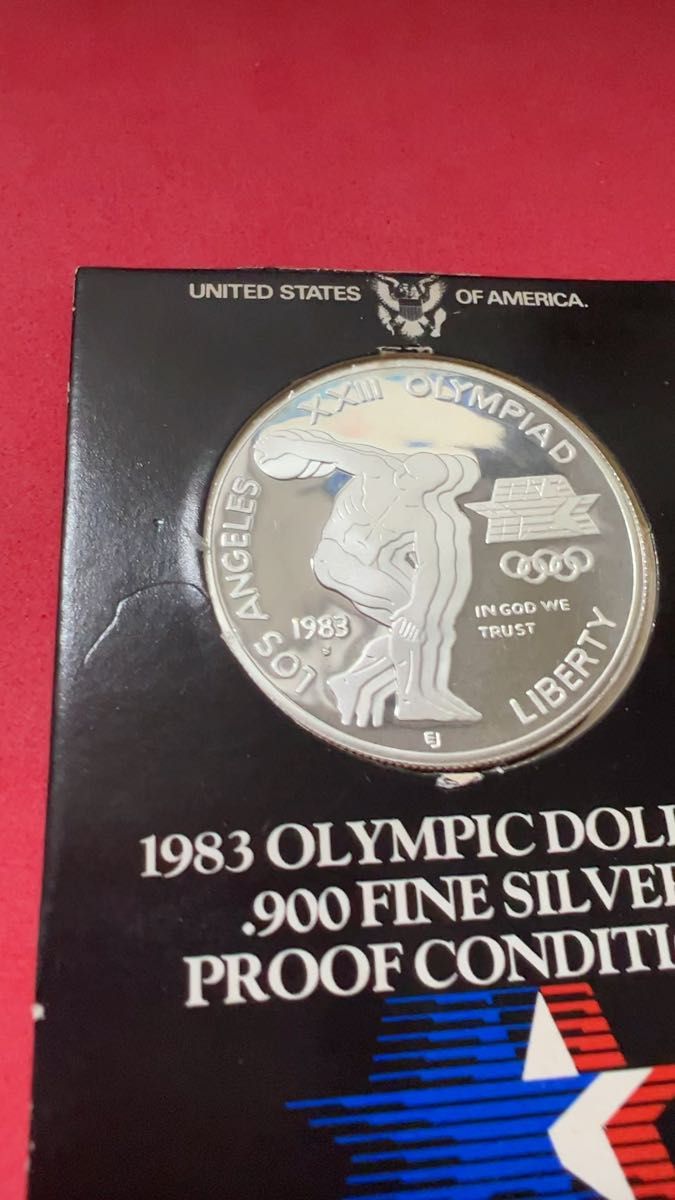 UNITED STATES OF AMERICA.
XXIII OLYMPIAD
LOS ANGELES
1983
S
IN GOD WE
TRUST
LIBERTY
EJ
1983 OLYMPIC DOLL
.900 FINE SILVER
PROOF CONDITI